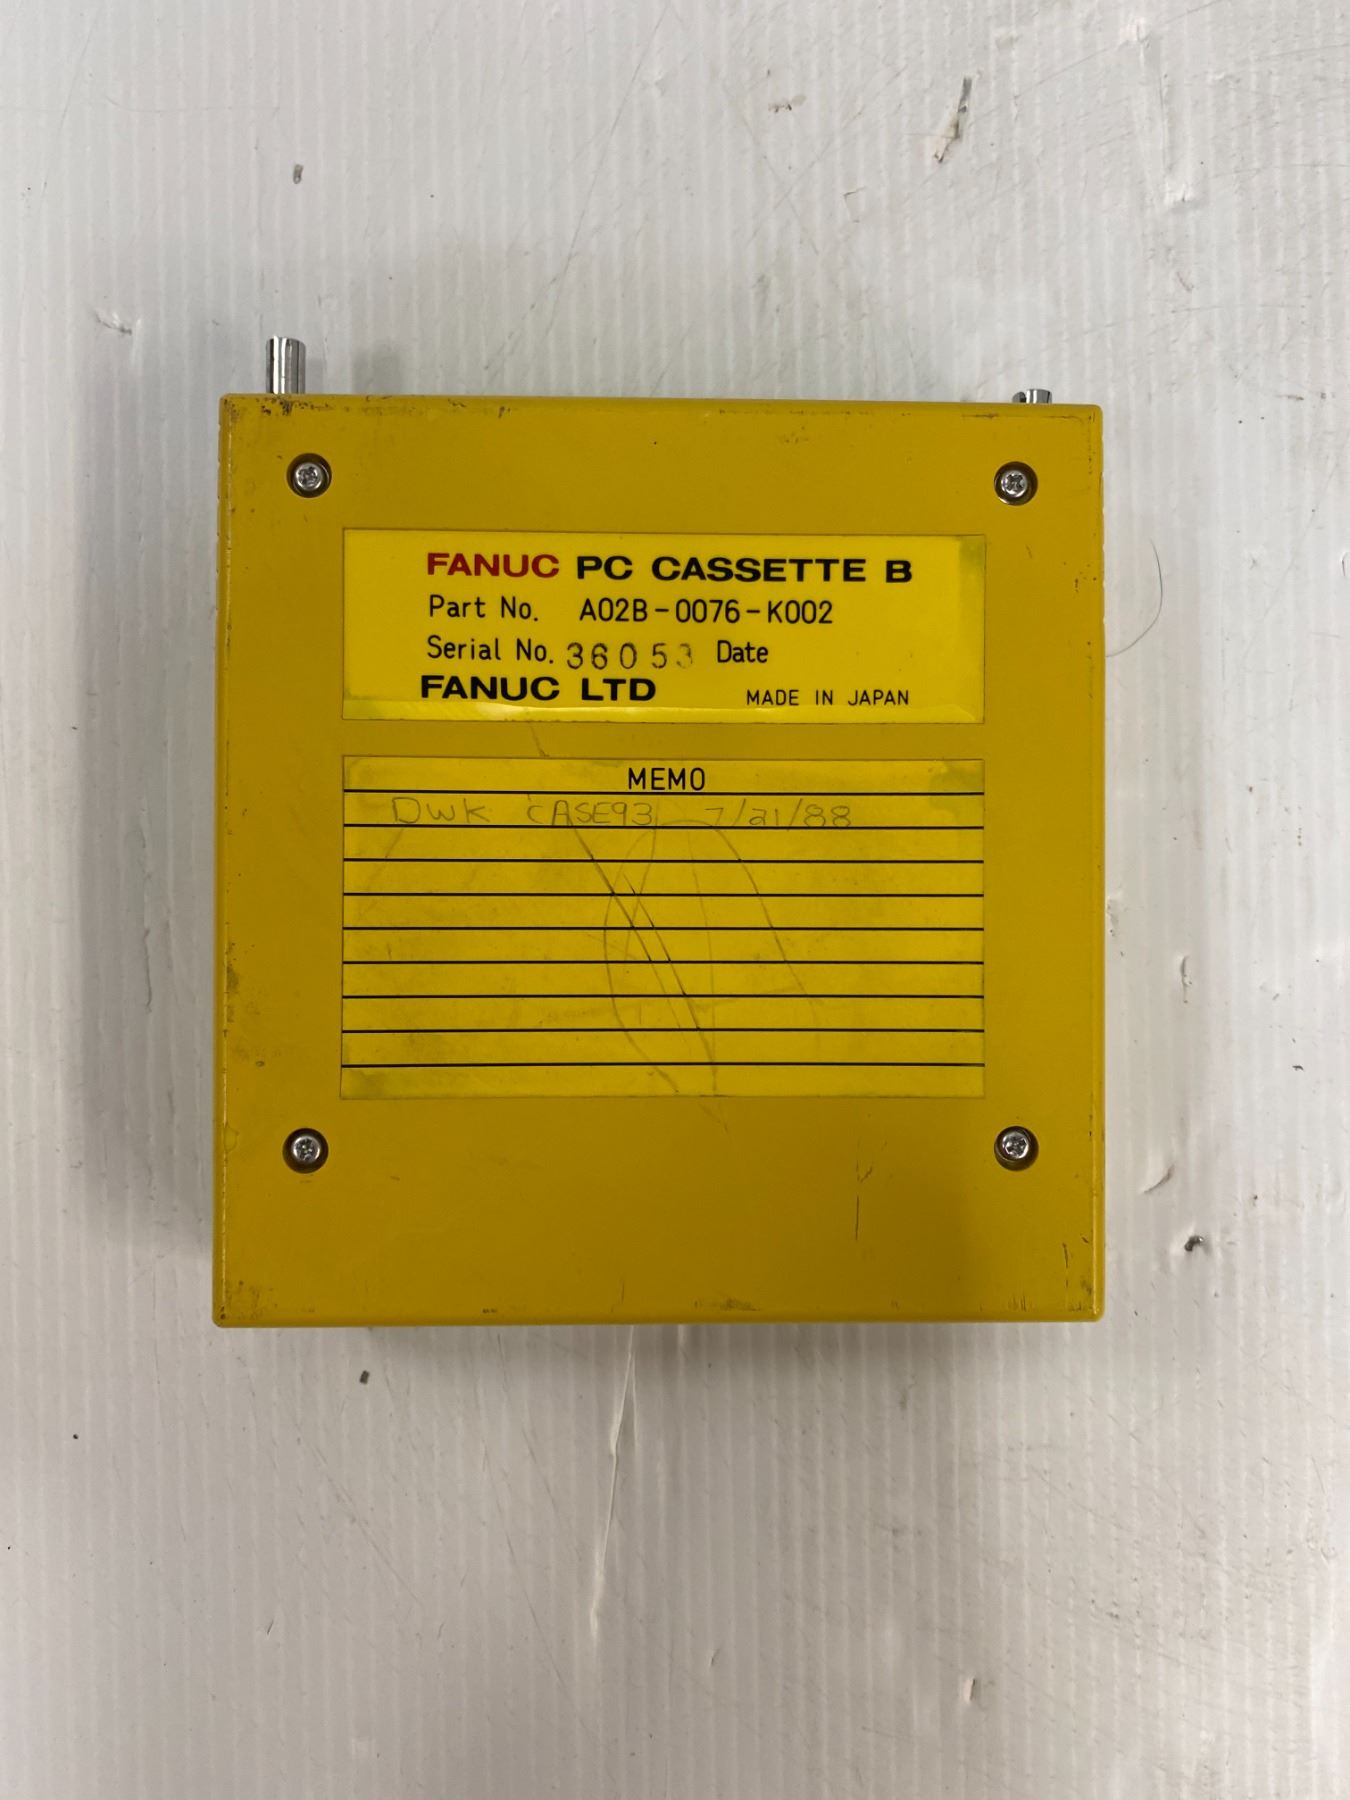 FANUC PC CASSETTE B
Part No. A02B-0076-K002
Serial No. 36053 Date
FANUC LTD MADE IN JAPAN
MEMO
DWK CASE93 7/21/88